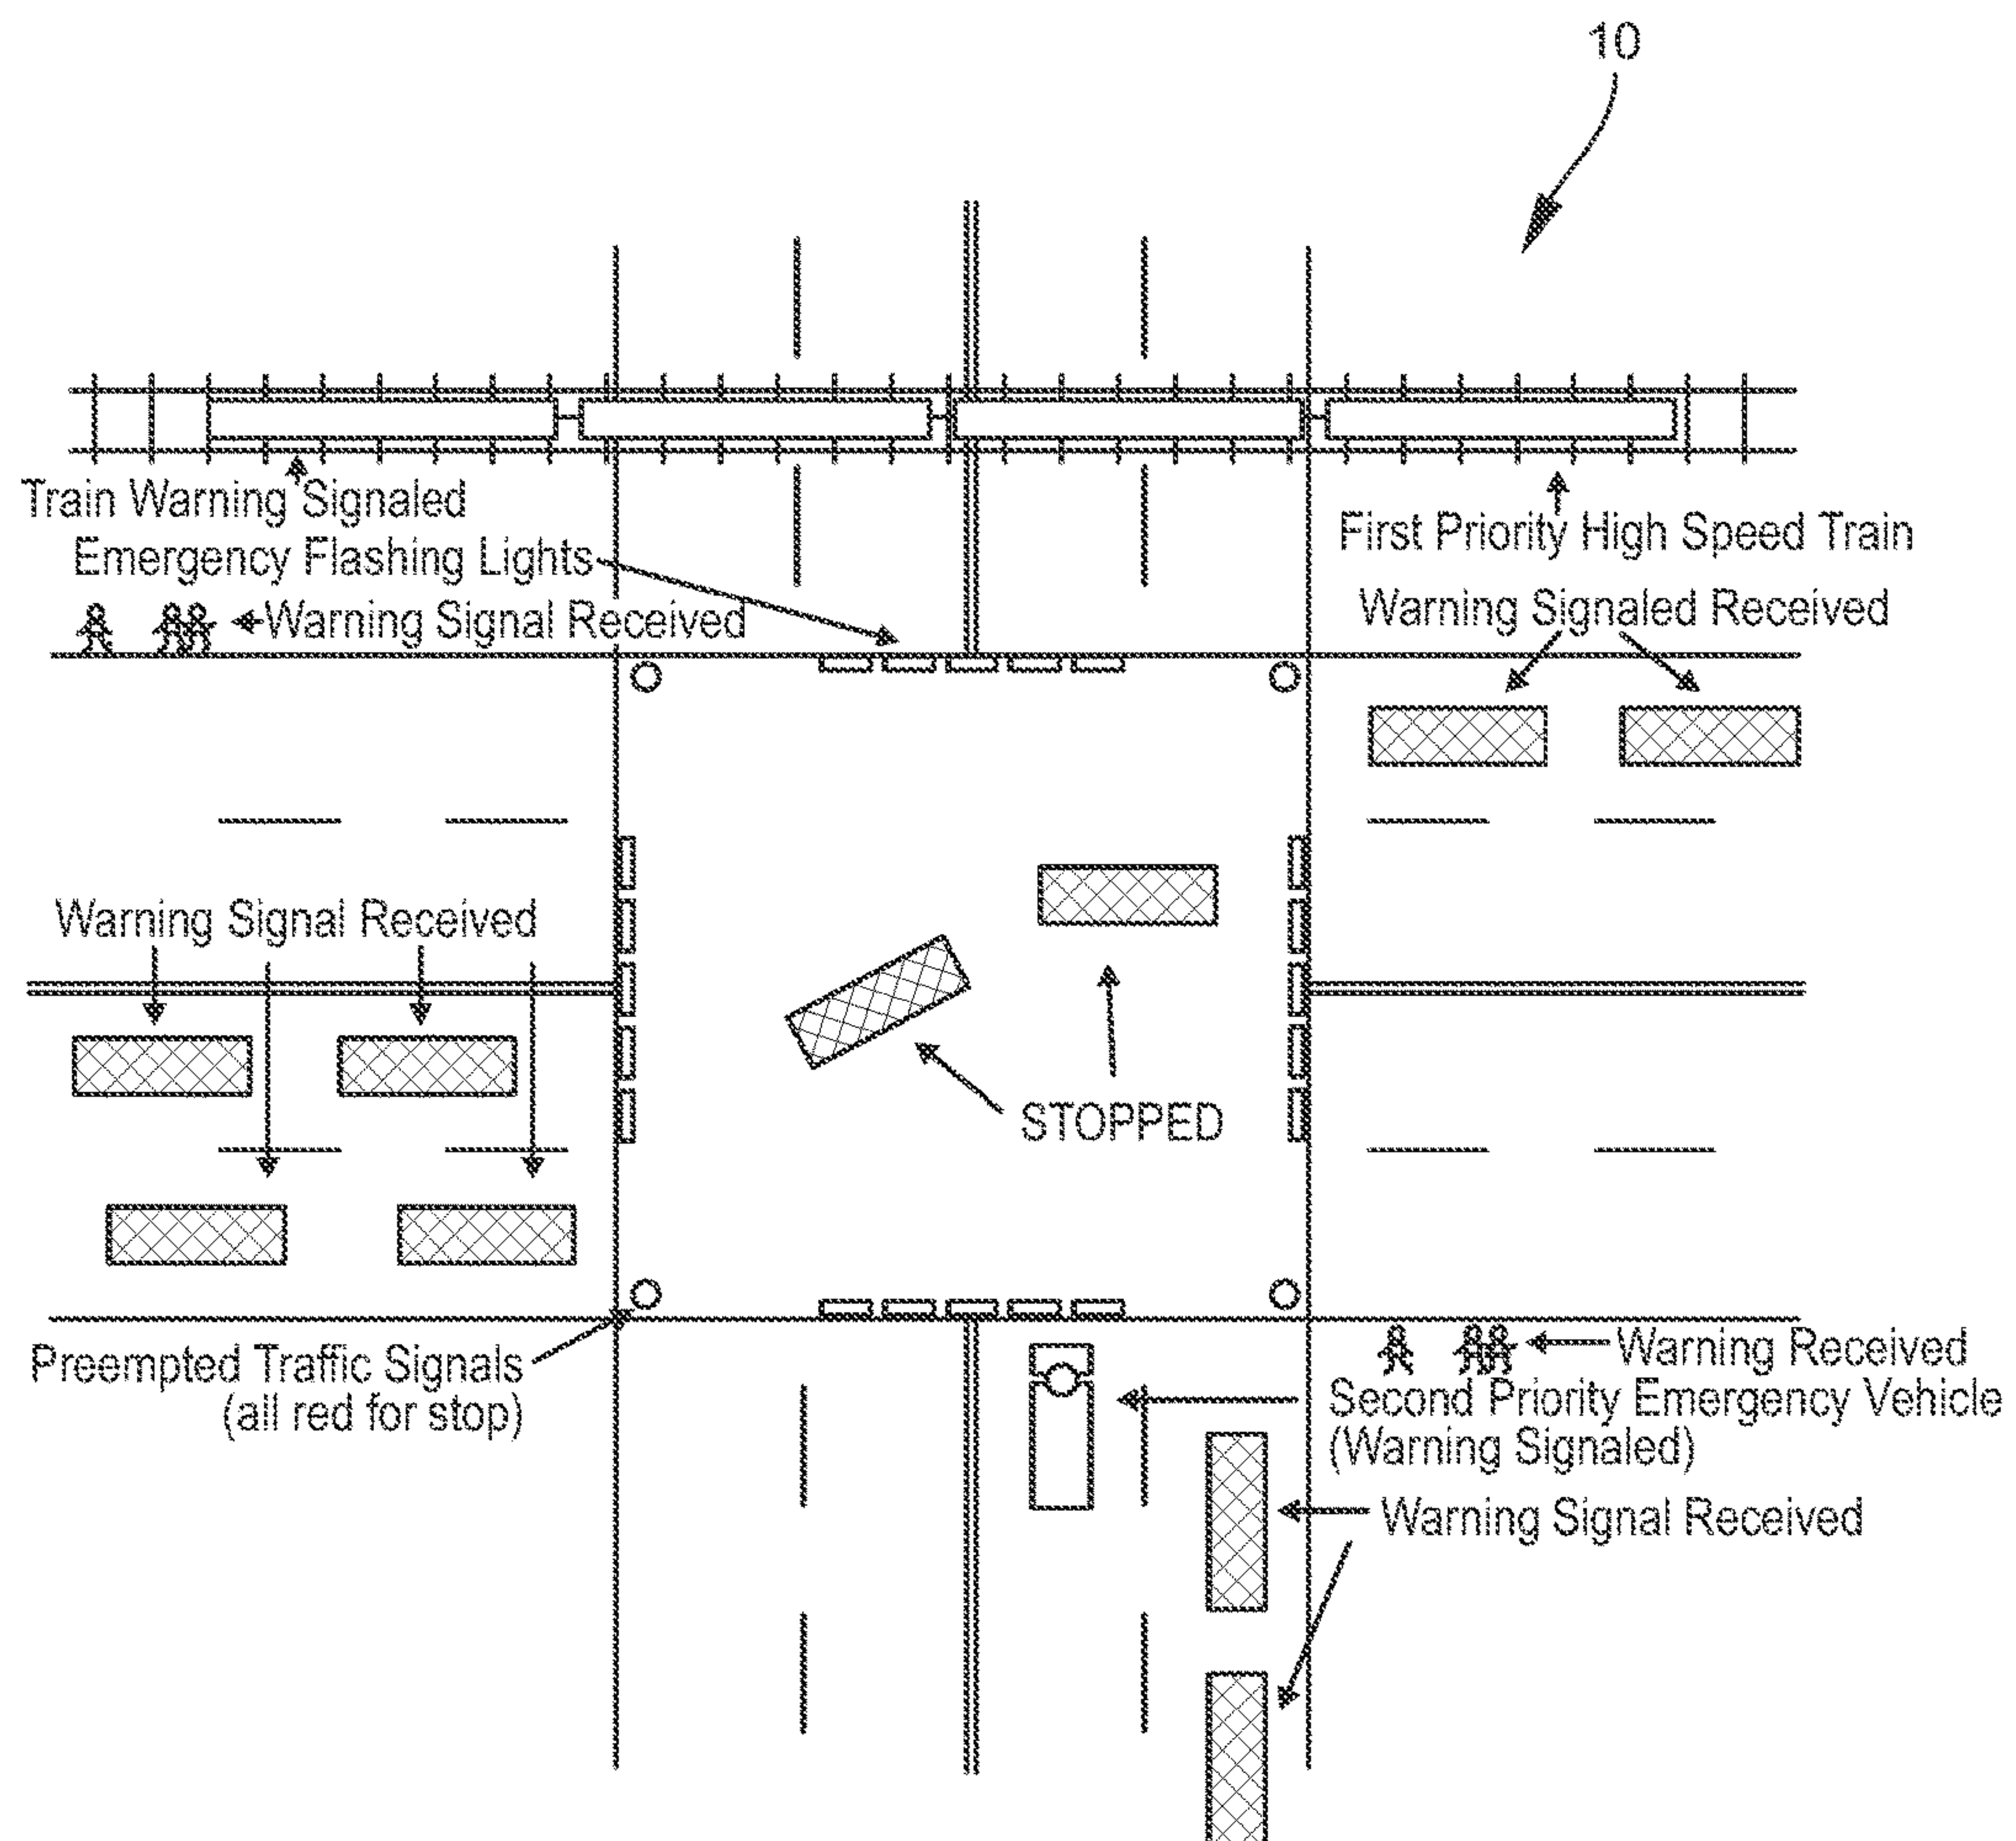 10
Train Warning Signaled
Emergency Flashing Lights
Warning Signal Received
First Priority High Speed Train
Warning Signaled Received
Warning Signal Received
STOPPED
Preempted Traffic Signals
(all red for stop)
Warning Received
Second Priority Emergency Vehicle
(Warning Signaled)
Warning Signal Received